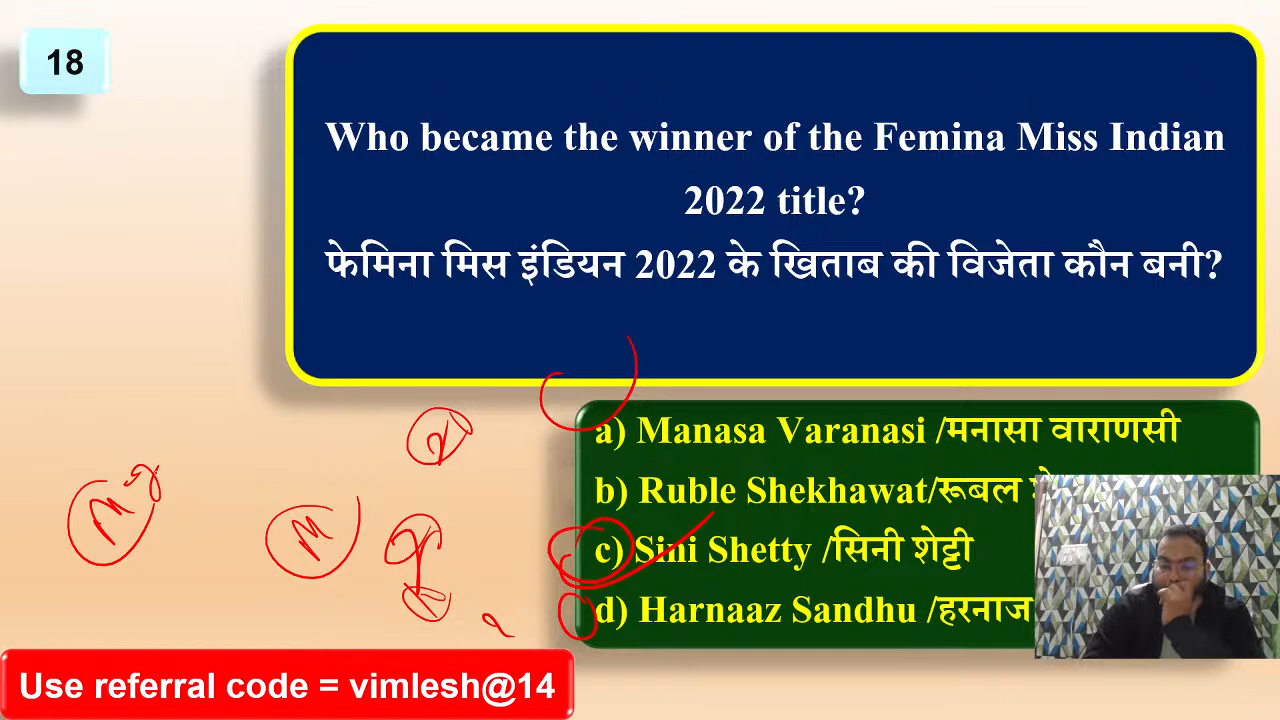 18
Who became the winner of the Femina Miss Indian
2022 title?
फेमिना मिस इंडियन 2022 के खिताब की विजेता कौन बनी?
a) Manasa Varanasi /मनासा वाराणसी
b) Ruble Shekhawat/रूबल
c) Sini Shetty /सिनी शेट्टी
d) Harnaaz Sandhu /हरनाज
Use referral code = vimlesh@14